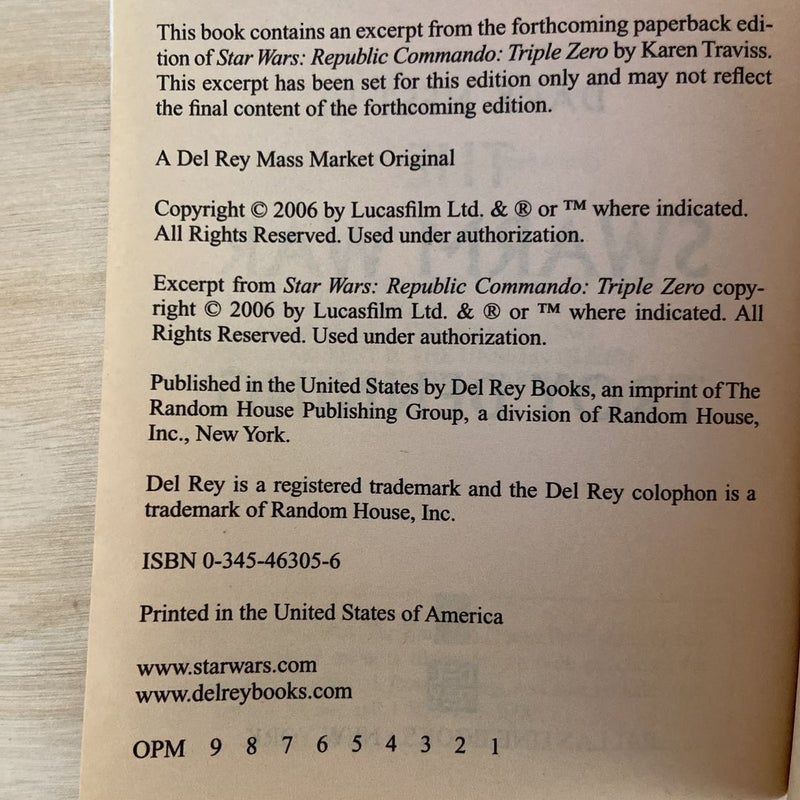 This book contains an excerpt from the forthcoming paperback edi-
tion of Star Wars: Republic Commando: Triple Zero by Karen Traviss.
This excerpt has been set for this edition only and may not reflect
the final content of the forthcoming edition.
A Del Rey Mass Market Original
Copyright © 2006 by Lucasfilm Ltd. & ® or ™ where indicated.
All Rights Reserved. Used under authorization.
Excerpt from Star Wars: Republic Commando: Triple Zero copy-
right © 2006 by Lucasfilm Ltd. & ® or ™ where indicated. All
Rights Reserved. Used under authorization.
Published in the United States by Del Rey Books, an imprint of The
Random House Publishing Group, a division of Random House,
Inc., New York.
Del Rey is a registered trademark and the Del Rey colophon is a
trademark of Random House, Inc.
ISBN 0-345-46305-6
Printed in the United States of America
www.starwars.com
www.delreybooks.com
OPM 9 8 7 6 5 4 3 2 1